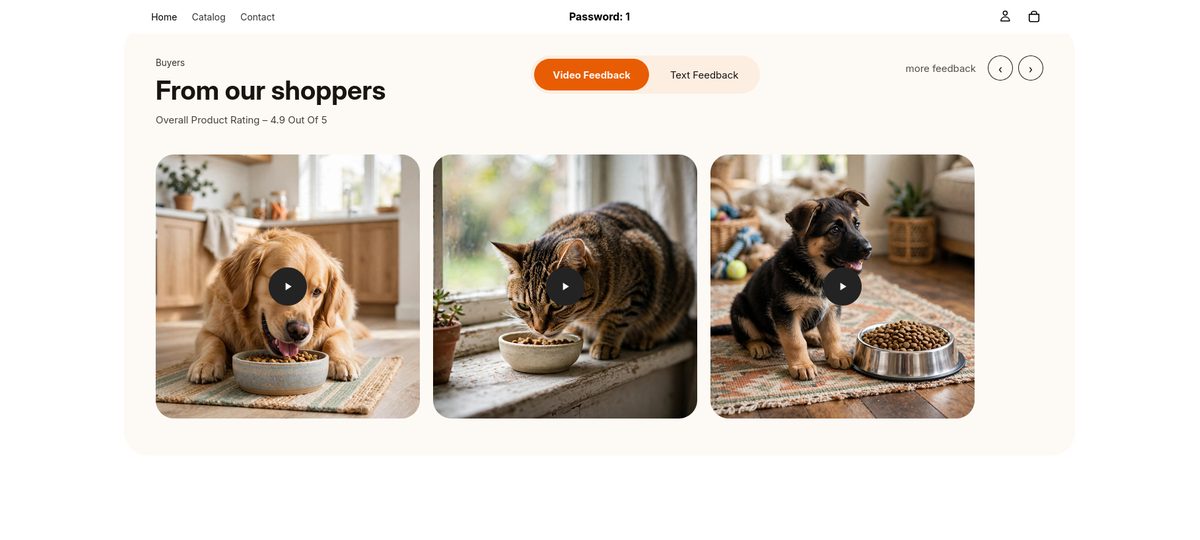 Home Catalog Contact
Password: 1
Buyers
From our shoppers
Overall Product Rating – 4.9 Out Of 5
Video Feedback
Text Feedback
more feedback